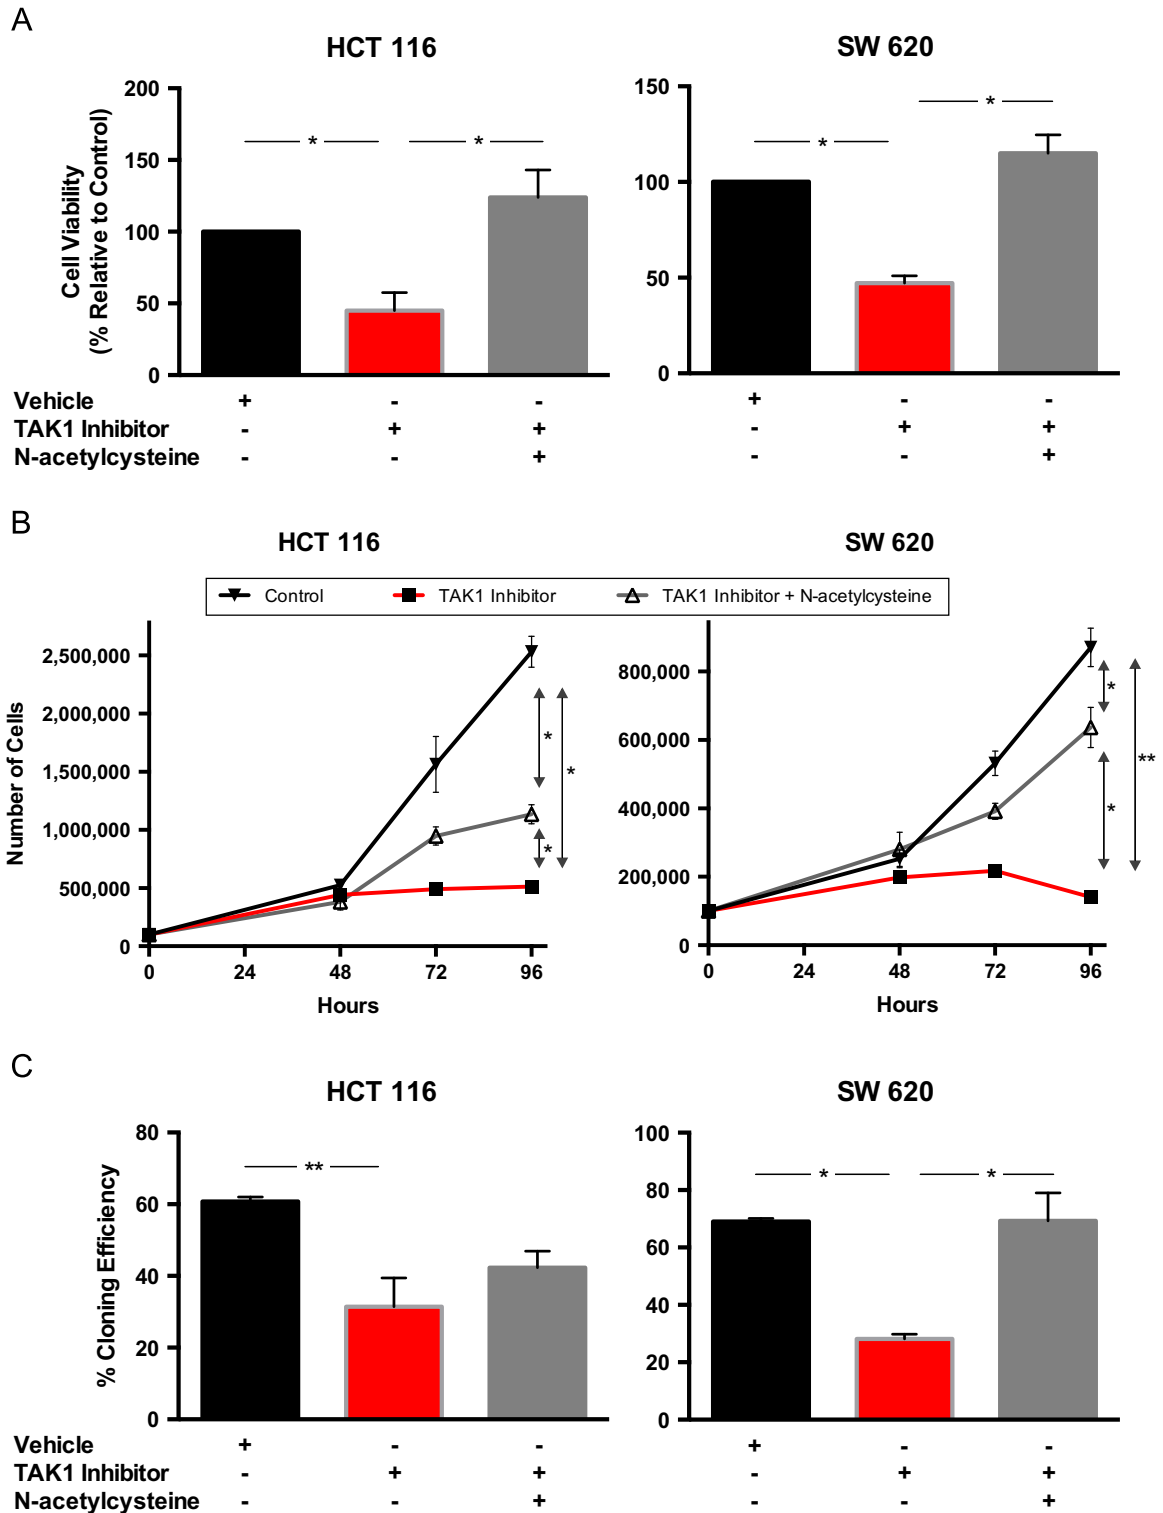 A
HCT 116
SW 620
Cell Viability
(% Relative to Control)
200
150
100
50
0
* *
150
100
50
0
* *
Vehicle + - - + - -
TAK1 Inhibitor - + + - + +
N-acetylcysteine - - + - - +
B
HCT 116
SW 620
Control TAK1 Inhibitor TAK1 Inhibitor + N-acetylcysteine
Number of Cells
2,500,000
2,000,000
1,500,000
1,000,000
500,000
0
* * *
0 24 48 72 96
Hours
800,000
600,000
400,000
200,000
0
* ** *
0 24 48 72 96
Hours
C
HCT 116
SW 620
% Cloning Efficiency
80
60
40
20
0
**
100
80
60
40
20
0
* *
Vehicle + - - + - -
TAK1 Inhibitor - + + - + +
N-acetylcysteine - - + - - +